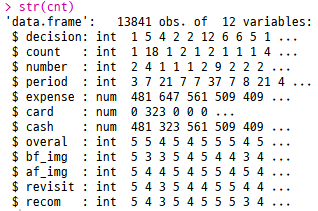 > str(cnt)
'data.frame':   13841 obs. of  12 variables:
 $ decision: int  1 5 4 2 2 12 6 6 5 1 ...
 $ count   : int  1 18 1 2 1 2 1 1 1 4 ...
 $ number  : int  2 4 1 1 1 2 9 2 2 2 ...
 $ period  : int  3 7 21 7 7 37 7 8 21 4 ...
 $ expense : num  481 647 561 509 409 ...
 $ card    : num  0 323 0 0 0 ...
 $ cash    : num  481 323 561 509 409 ...
 $ overal  : int  5 5 4 5 4 5 5 5 4 5 ...
 $ bf_img  : int  5 3 3 5 4 5 4 4 3 4 ...
 $ af_img  : int  5 4 4 5 4 5 5 4 4 4 ...
 $ revisit : int  5 4 3 5 4 4 5 5 4 4 ...
 $ recom   : int  5 4 3 5 4 5 5 5 3 4 ...